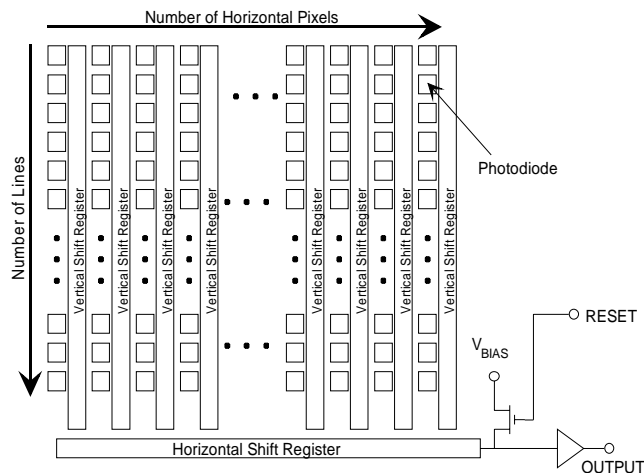 Number of Horizontal Pixels
Number of Lines
Photodiode
Vertical Shift Register
Vertical Shift Register
Vertical Shift Register
Vertical Shift Register
Vertical Shift Register
Vertical Shift Register
Vertical Shift Register
Vertical Shift Register
RESET
VBIAS
Horizontal Shift Register
OUTPUT